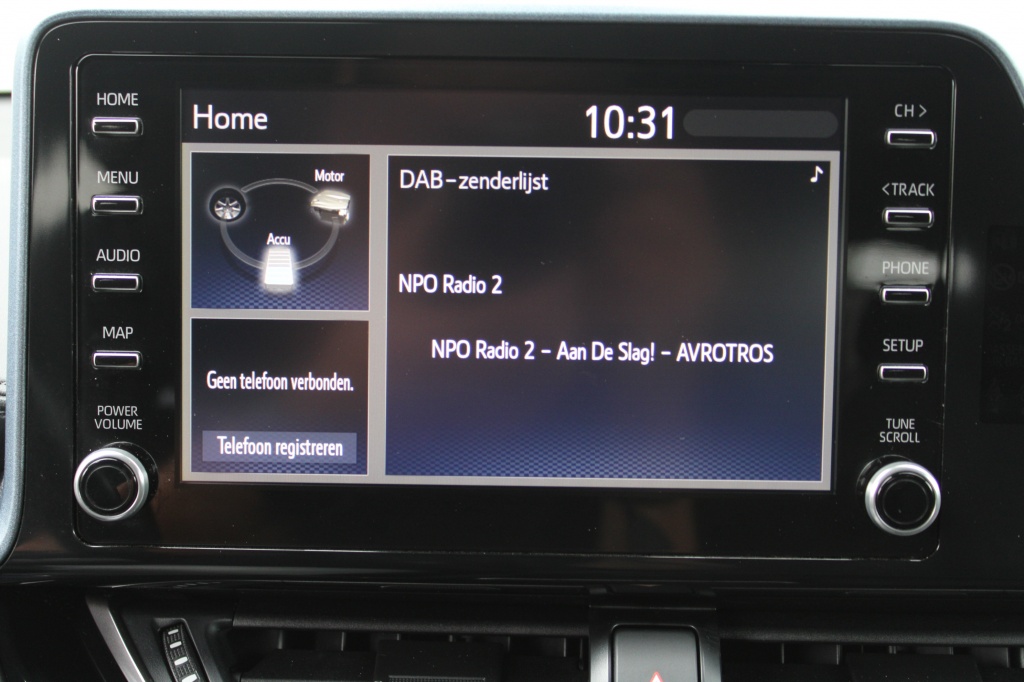 HOME
MENU
AUDIO
MAP
POWER
VOLUME
Home
10:31
Motor
Accu
Geen telefoon verbonden.
Telefoon registreren
DAB-zenderlijst
NPO Radio 2
NPO Radio 2 - Aan De Slag! - AVROTROS
CH >
< TRACK
PHONE
SETUP
TUNE
SCROLL